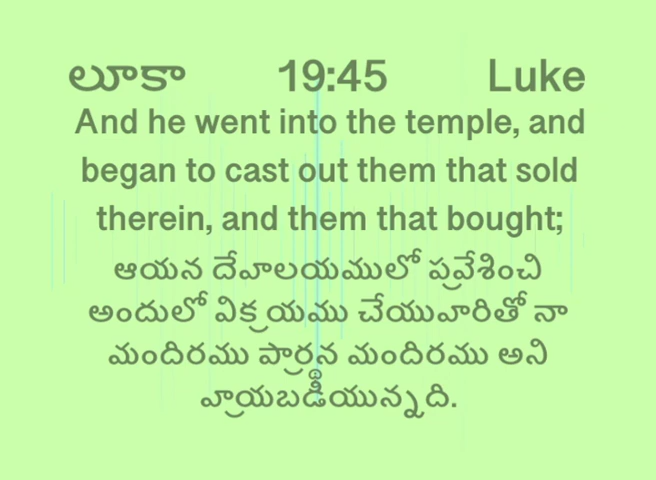 లూకా 19:45 Luke
And he went into the temple, and
began to cast out them that sold
therein, and them that bought;
ఆయన దేవాలయములో ప్రవేశించి
అందులో విక్రయము చేయువారితో నా
మందిరము ప్రార్థన మందిరము అని
వ్రాయబడియున్నది.